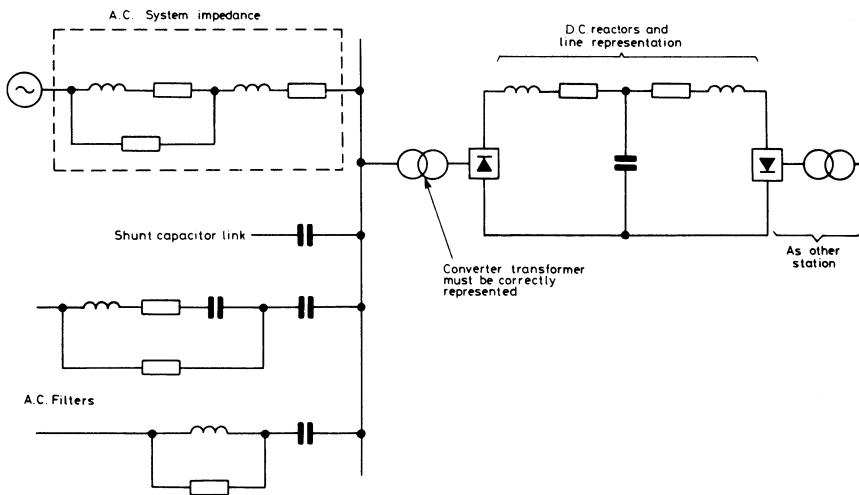 A.C. System impedance
D.C. reactors and
line representation
Shunt capacitor link
Converter transformer
must be correctly
represented
As other
station
A.C. Filters